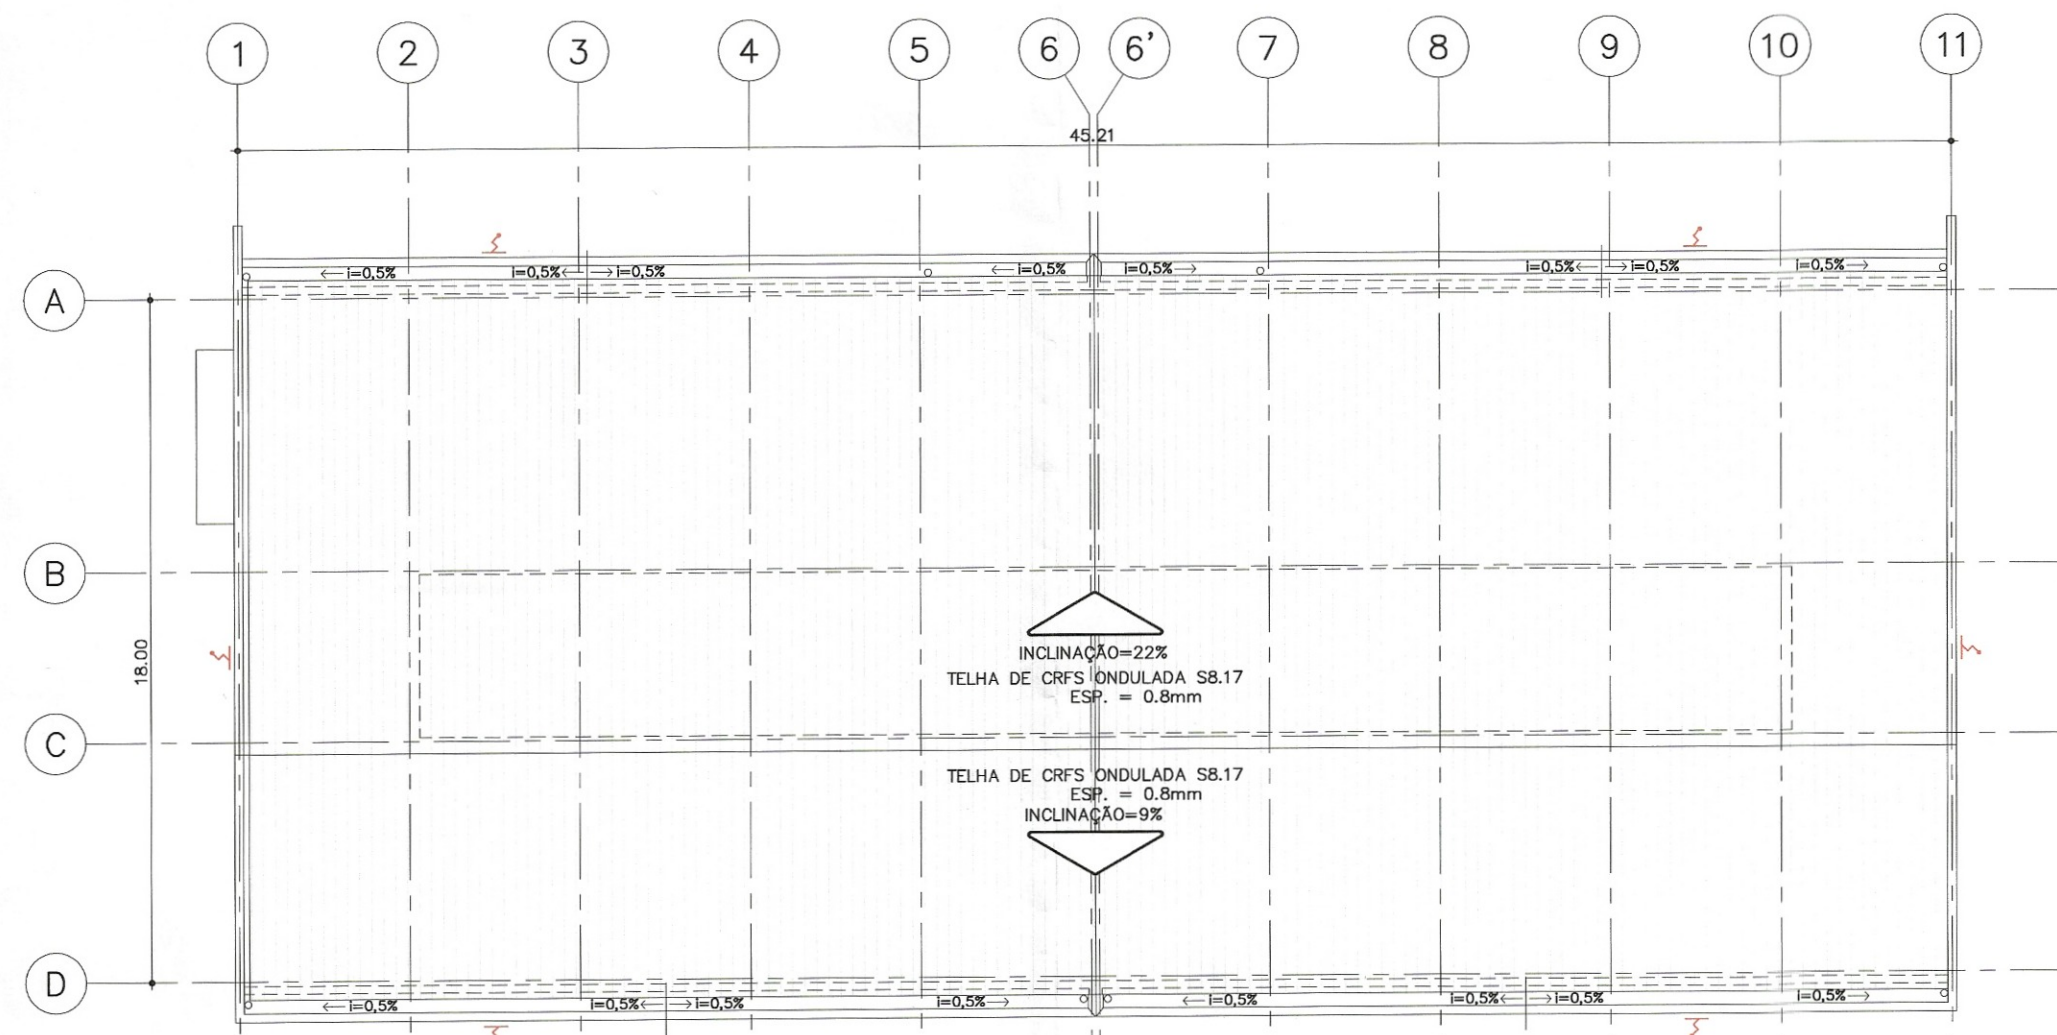 1 2 3 4 5 6 6' 7 8 9 10 11
45.21
i=0,5% i=0,5% i=0,5% i=0,5% i=0,5% i=0,5% i=0,5% i=0,5%
A
B
18.00
INCLINAÇÃO=22%
TELHA DE CRFS ONDULADA S8.17
ESP. = 0.8mm
C
TELHA DE CRFS ONDULADA S8.17
ESP. = 0.8mm
INCLINAÇÃO=9%
D
i=0,5% i=0,5% i=0,5% i=0,5% i=0,5% i=0,5% i=0,5% i=0,5%